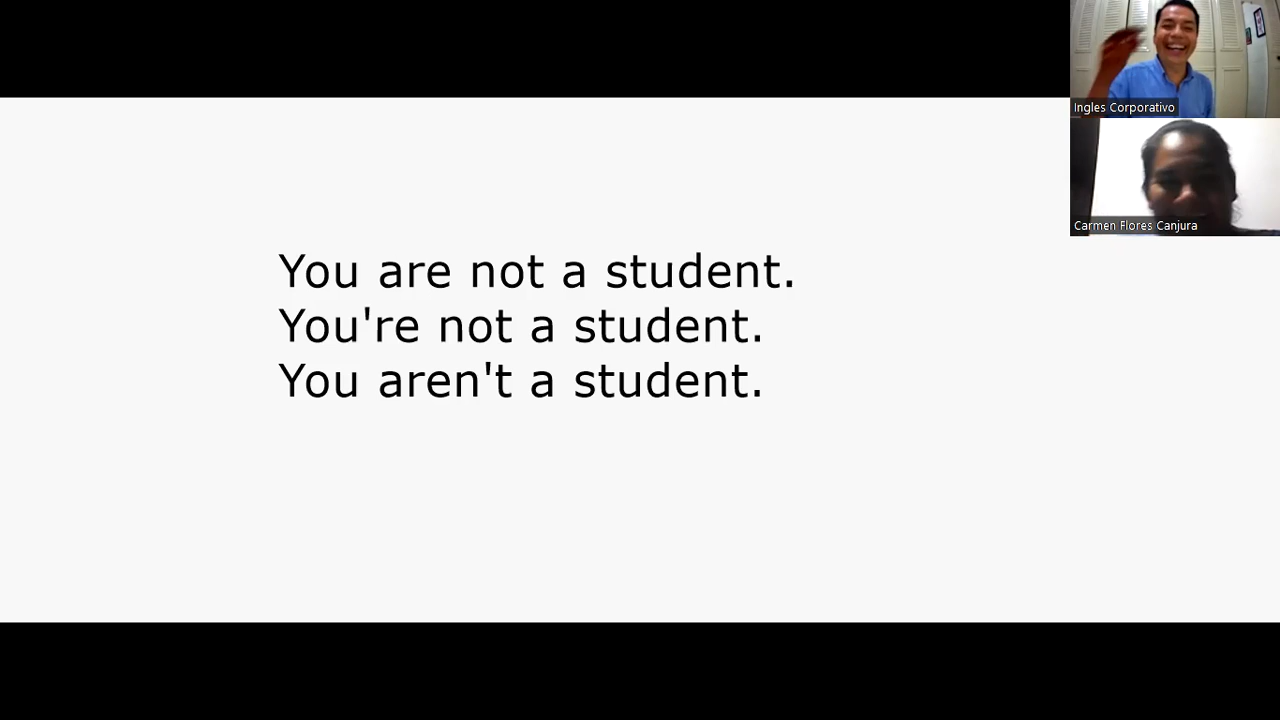 Ingles Corporativo
Carmen Flores Canjura
You are not a student.
You're not a student.
You aren't a student.